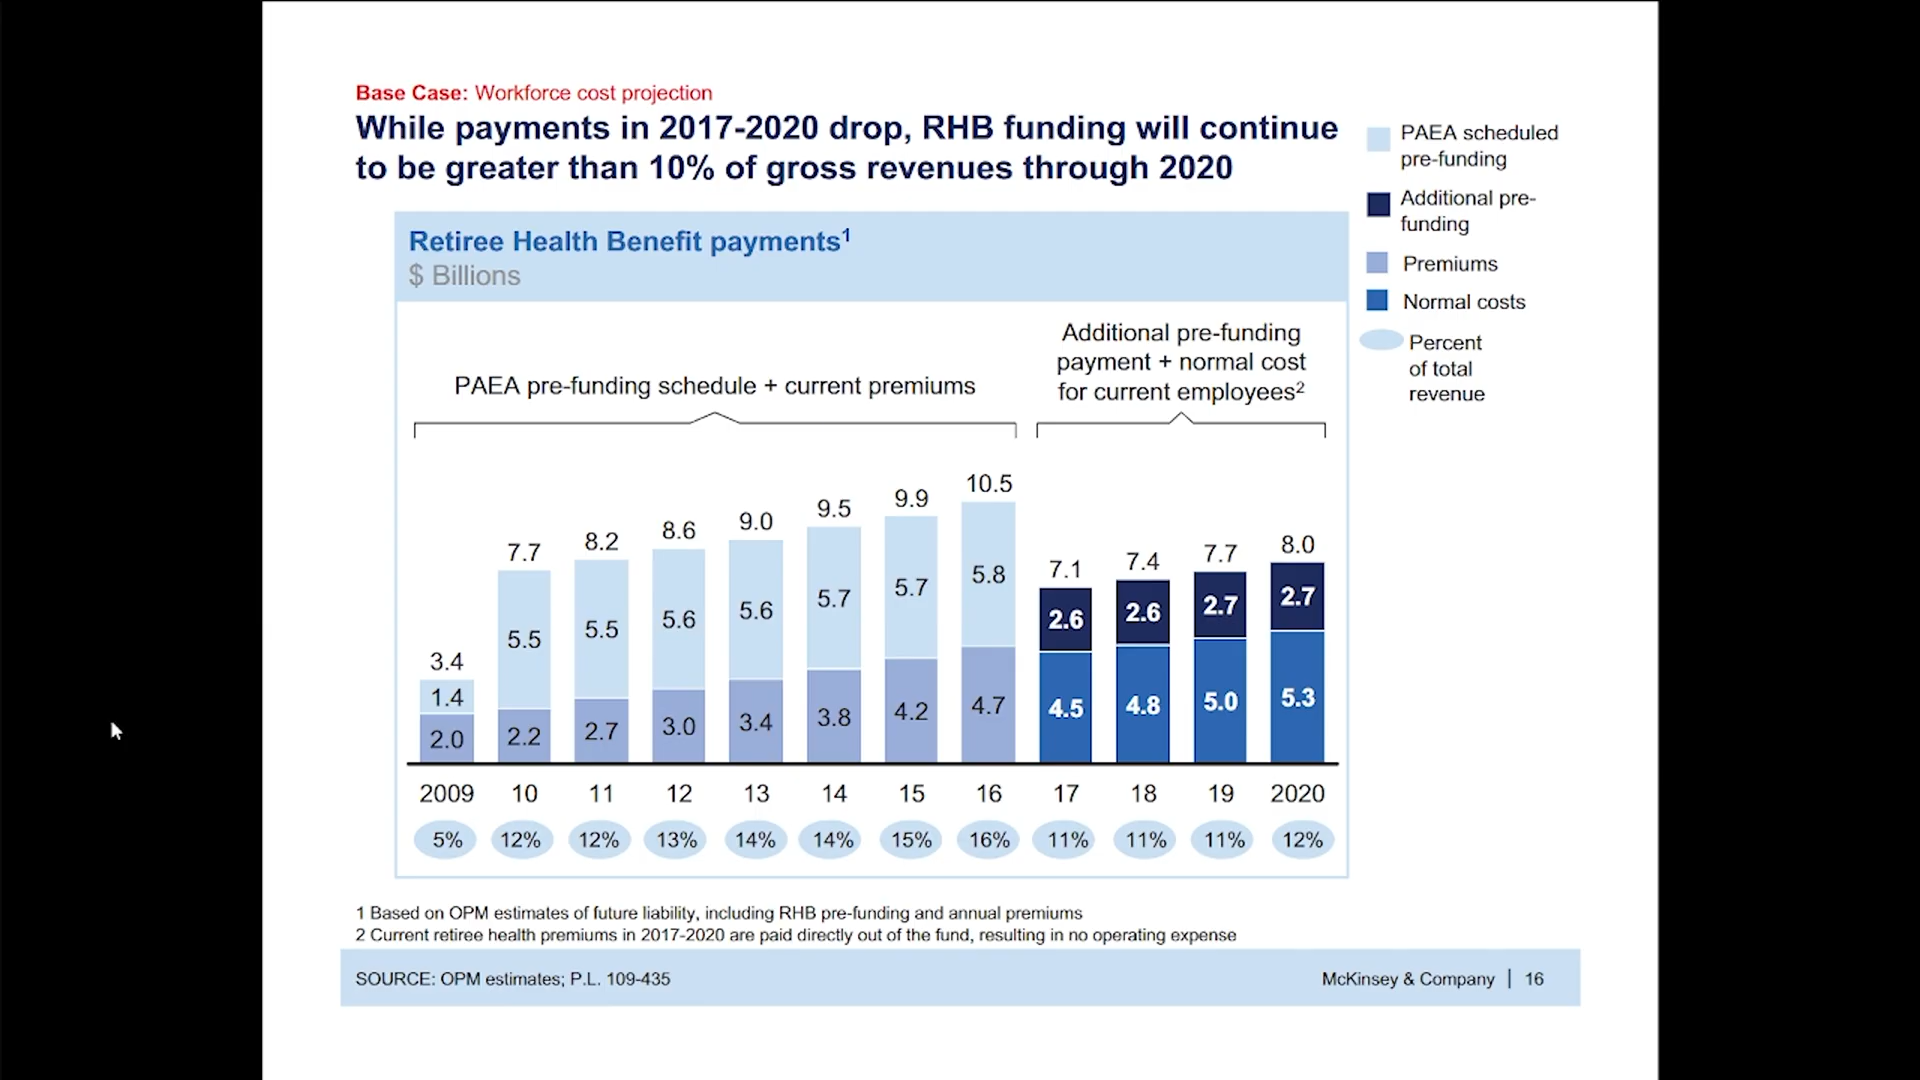 Base Case: Workforce cost projection
While payments in 2017-2020 drop, RHB funding will continue
to be greater than 10% of gross revenues through 2020
PAEA scheduled
pre-funding
Additional pre-
funding
Premiums
Normal costs
Percent
of total
revenue
Retiree Health Benefit payments¹
$ Billions
PAEA pre-funding schedule + current premiums
Additional pre-funding
payment + normal cost
for current employees²
3.4 7.7 8.2 8.6 9.0 9.5 9.9 10.5 7.1 7.4 7.7 8.0
1.4 5.5 5.5 5.6 5.6 5.7 5.7 5.8 2.6 2.6 2.7 2.7
2.0 2.2 2.7 3.0 3.4 3.8 4.2 4.7 4.5 4.8 5.0 5.3
2009 10 11 12 13 14 15 16 17 18 19 2020
5% 12% 12% 13% 14% 14% 15% 16% 11% 11% 11% 12%
1 Based on OPM estimates of future liability, including RHB pre-funding and annual premiums
2 Current retiree health premiums in 2017-2020 are paid directly out of the fund, resulting in no operating expense
SOURCE: OPM estimates; P.L. 109-435
McKinsey & Company | 16